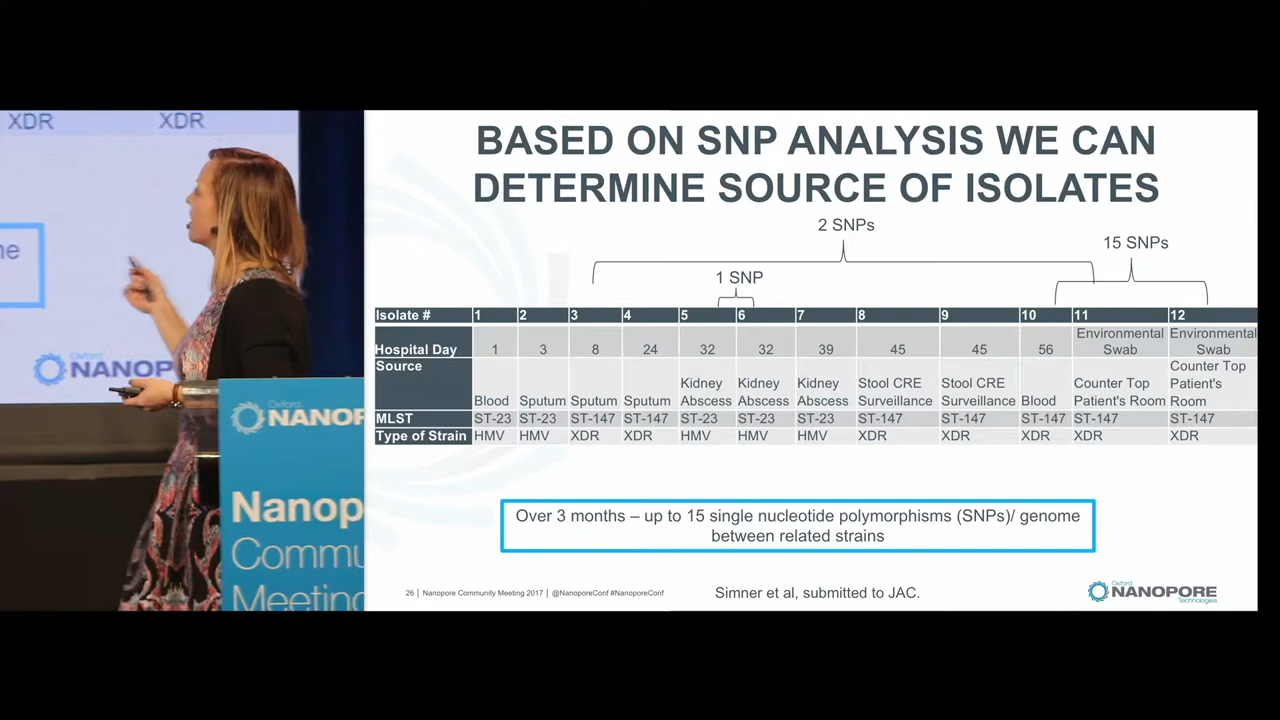 XDR XDR
ne
Oxford
NANOP
Oxford
NANOP
Nanop
Commu
Meeting
BASED ON SNP ANALYSIS WE CAN
DETERMINE SOURCE OF ISOLATES
2 SNPs
15 SNPs
1 SNP
Isolate # 1 2 3 4 5 6 7 8 9 10 11 12
Hospital Day 1 3 8 24 32 32 39 45 45 56 Environmental Swab Environmental Swab
Source Blood Sputum Sputum Sputum Kidney Abscess Kidney Abscess Kidney Abscess Stool CRE Surveillance Stool CRE Surveillance Blood Counter Top Patient's Room Counter Top Patient's Room
MLST ST-23 ST-23 ST-147 ST-147 ST-23 ST-23 ST-23 ST-147 ST-147 ST-147 ST-147 ST-147
Type of Strain HMV HMV XDR XDR HMV HMV HMV XDR XDR XDR XDR XDR
Over 3 months – up to 15 single nucleotide polymorphisms (SNPs)/ genome
between related strains
26 | Nanopore Community Meeting 2017 | @NanoporeConf #NanoporeConf
Simner et al, submitted to JAC.
Oxford
NANOPORE
Technologies